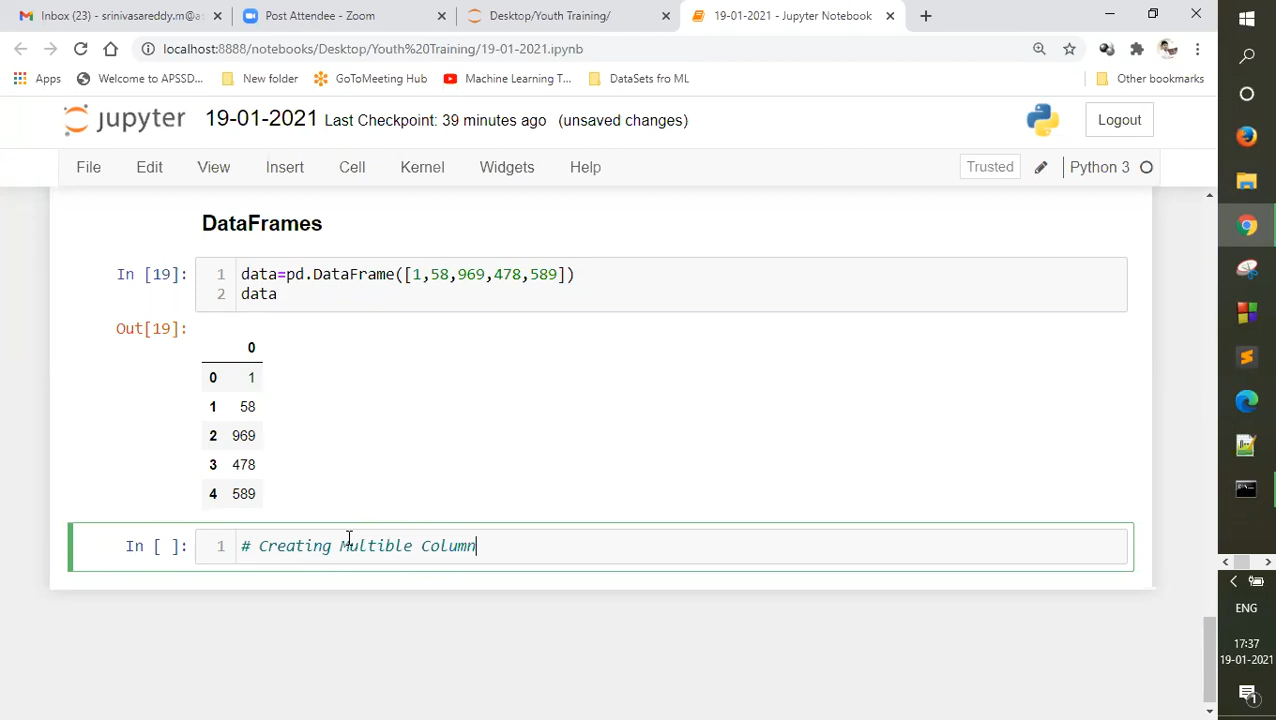 Inbox (23) - srinivasareddy.m@as
Post Attendee - Zoom
Desktop/Youth Training/
19-01-2021 - Jupyter Notebook
localhost:8888/notebooks/Desktop/Youth%20Training/19-01-2021.ipynb
Apps
Welcome to APSSD...
New folder
GoToMeeting Hub
Machine Learning T...
DataSets fro ML
Other bookmarks
jupyter 19-01-2021 Last Checkpoint: 39 minutes ago (unsaved changes)
Logout
File Edit View Insert Cell Kernel Widgets Help
Trusted
Python 3
DataFrames
In [19]: 1 data=pd.DataFrame([1,58,969,478,589])
2 data
Out[19]:
0
0 1
1 58
2 969
3 478
4 589
In [ ]: 1 # Creating Multible Column
ENG
17:37
19-01-2021
1